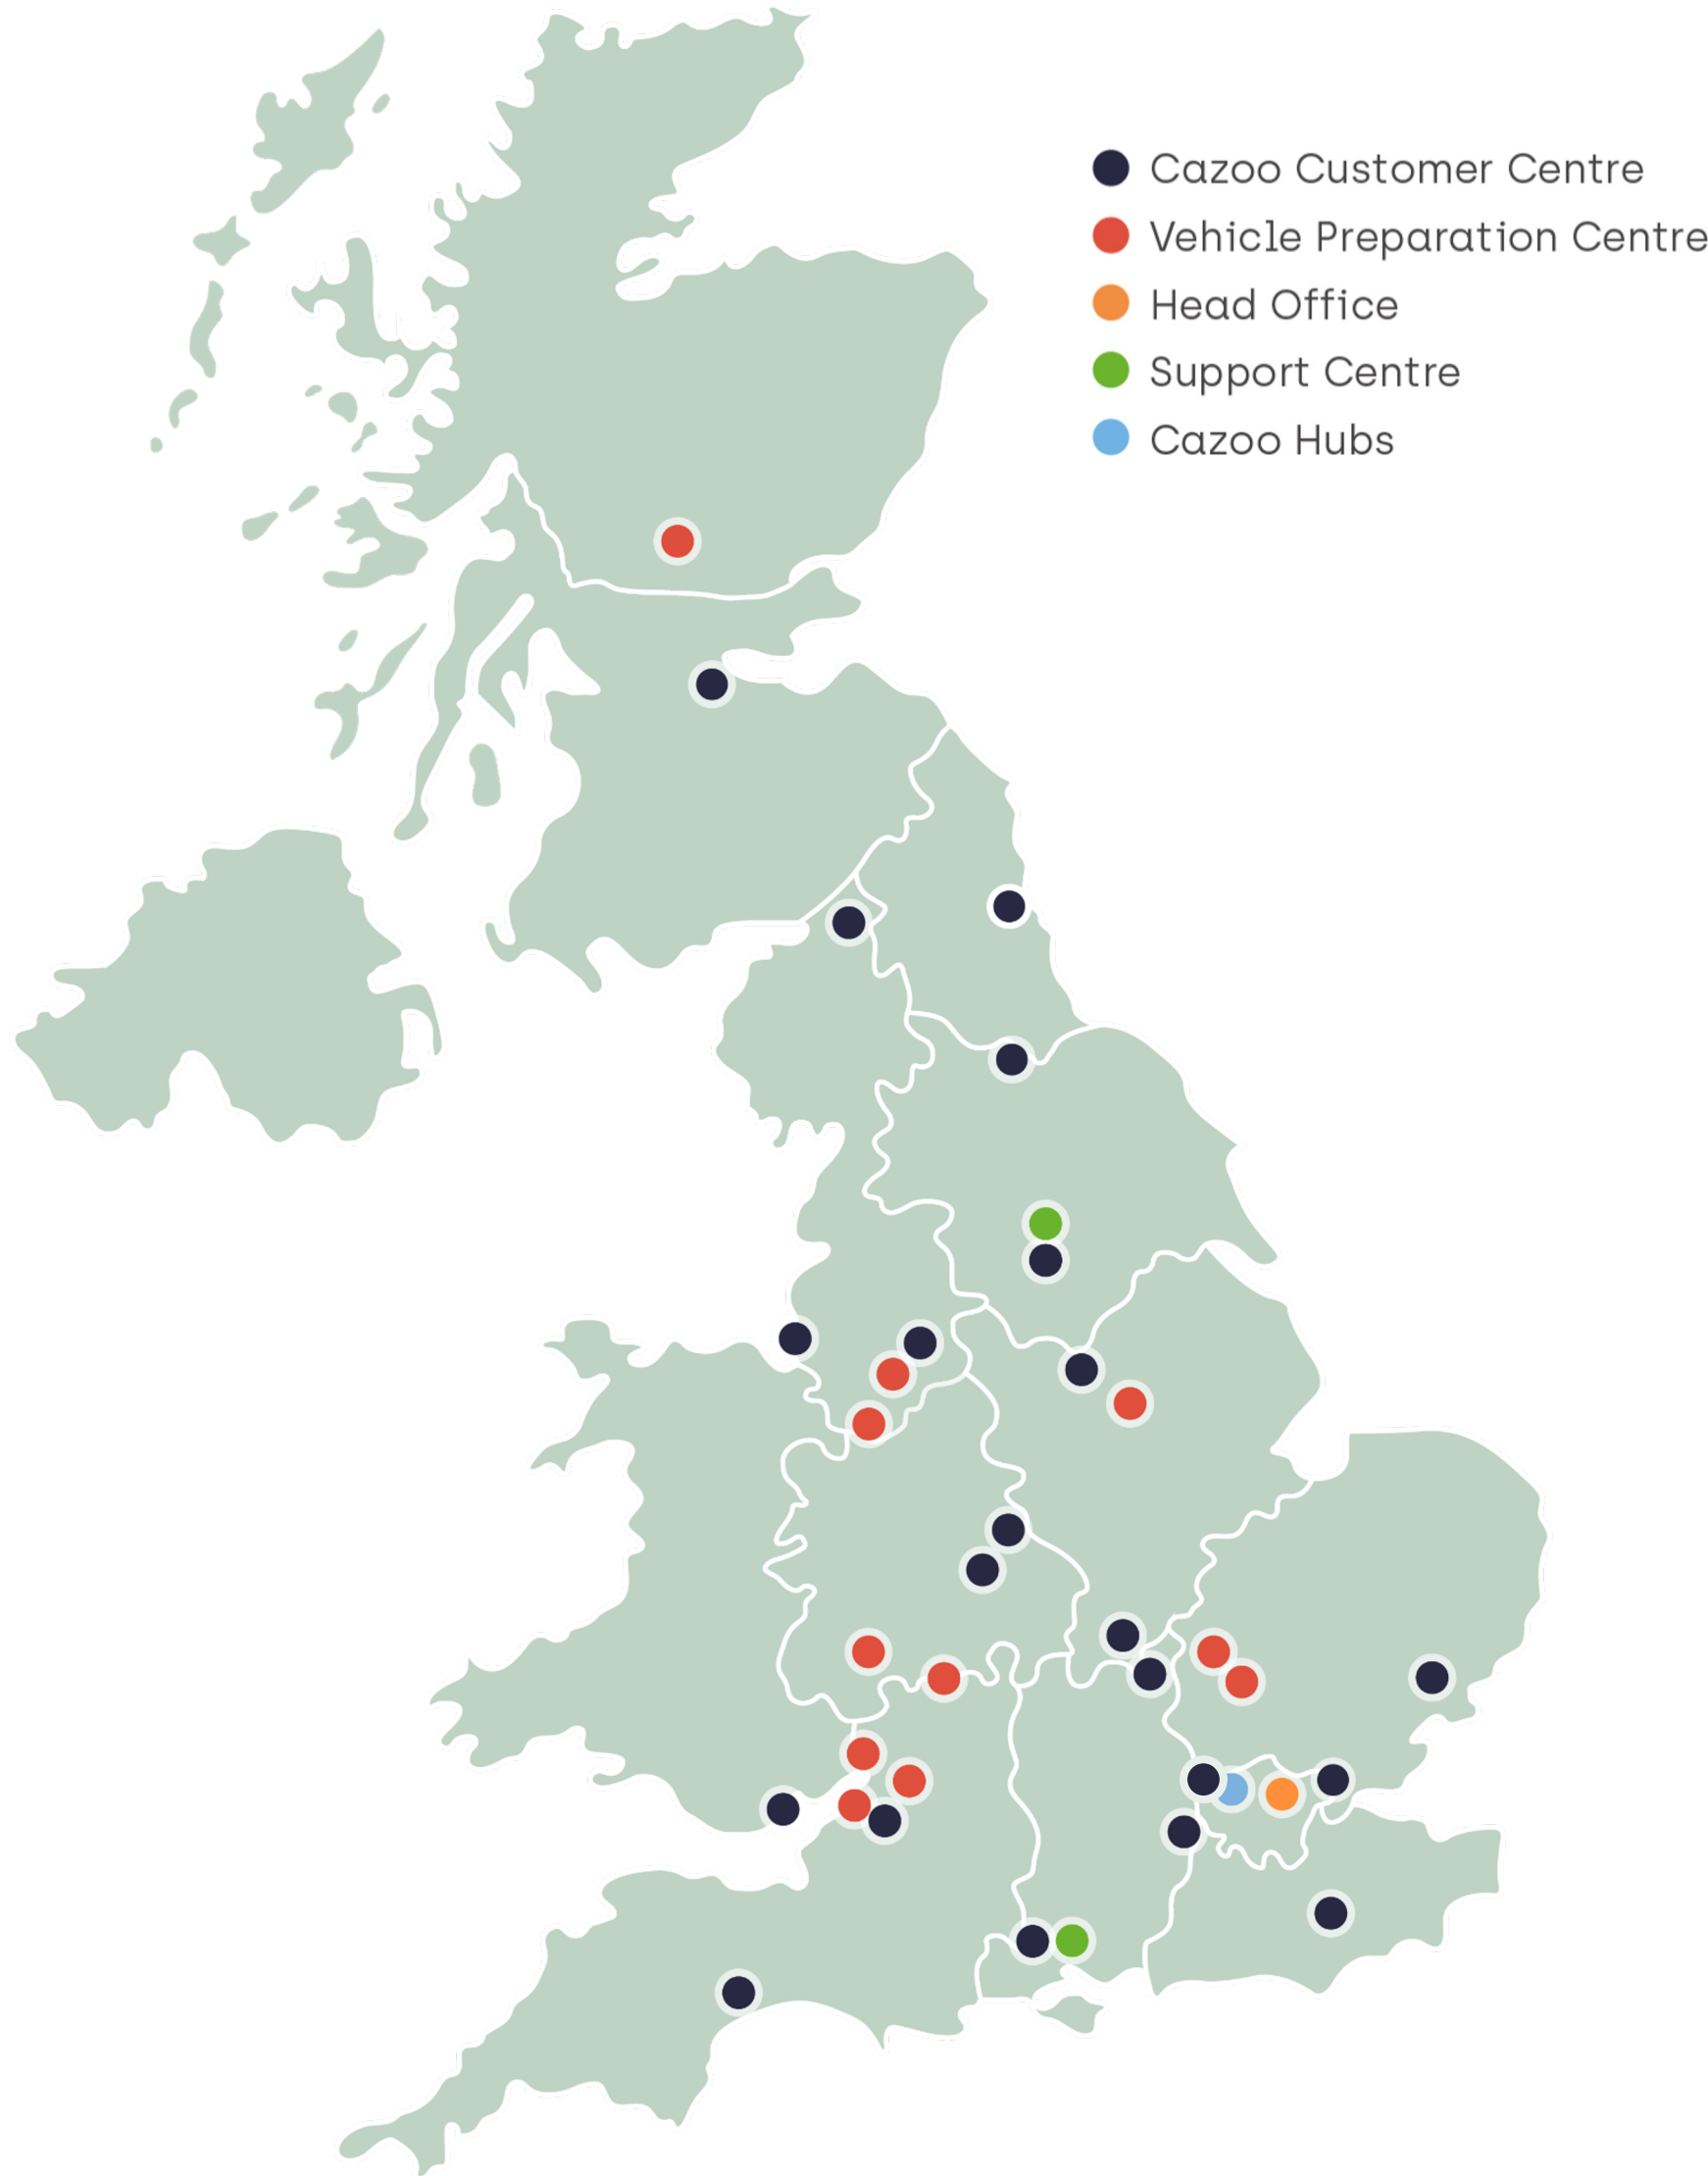 Cazoo Customer Centre
Vehicle Preparation Centre
Head Office
Support Centre
Cazoo Hubs